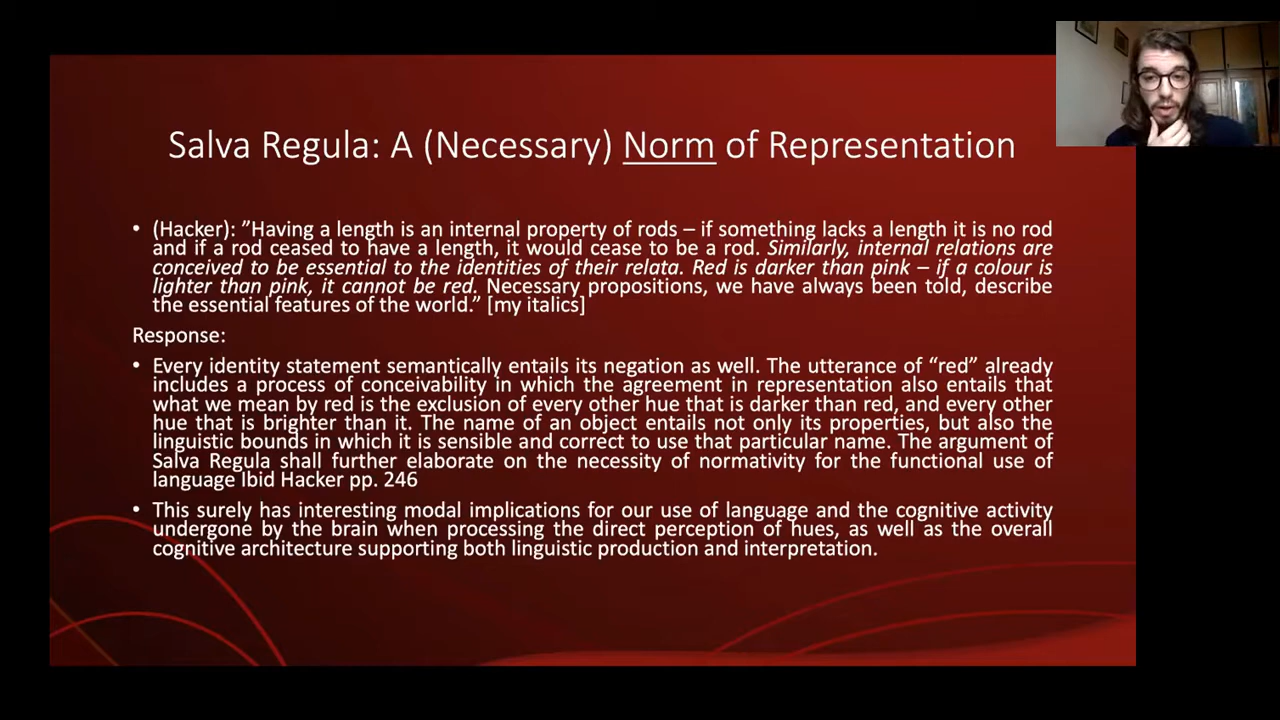 Salva Regula: A (Necessary) Norm of Representation
• (Hacker): ”Having a length is an internal property of rods – if something lacks a length it is no rod
and if a rod ceased to have a length, it would cease to be a rod. Similarly, internal relations are
conceived to be essential to the identities of their relata. Red is darker than pink – if a colour is
lighter than pink, it cannot be red. Necessary propositions, we have always been told, describe
the essential features of the world.” [my italics]
Response:
• Every identity statement semantically entails its negation as well. The utterance of “red” already
includes a process of conceivability in which the agreement in representation also entails that
what we mean by red is the exclusion of every other hue that is darker than red, and every other
hue that is brighter than it. The name of an object entails not only its properties, but also the
linguistic bounds in which it is sensible and correct to use that particular name. The argument of
Salva Regula shall further elaborate on the necessity of normativity for the functional use of
language Ibid Hacker pp. 246
• This surely has interesting modal implications for our use of language and the cognitive activity
undergone by the brain when processing the direct perception of hues, as well as the overall
cognitive architecture supporting both linguistic production and interpretation.